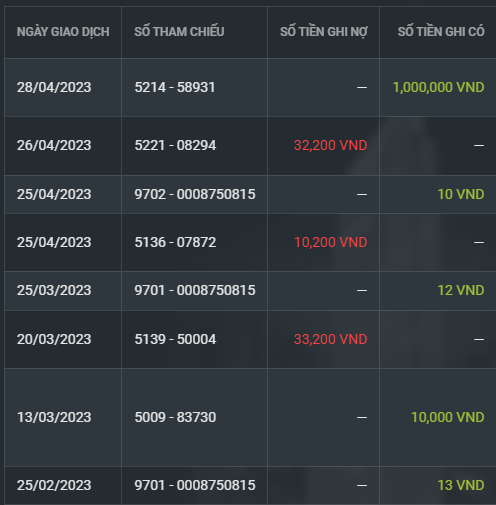 NGÀY GIAO DỊCH SỐ THAM CHIẾU SỐ TIỀN GHI NỢ SỐ TIỀN GHI CÓ
28/04/2023 5214 - 58931 — 1,000,000 VND
26/04/2023 5221 - 08294 32,200 VND —
25/04/2023 9702 - 0008750815 — 10 VND
25/04/2023 5136 - 07872 10,200 VND —
25/03/2023 9701 - 0008750815 — 12 VND
20/03/2023 5139 - 50004 33,200 VND —
13/03/2023 5009 - 83730 — 10,000 VND
25/02/2023 9701 - 0008750815 — 13 VND